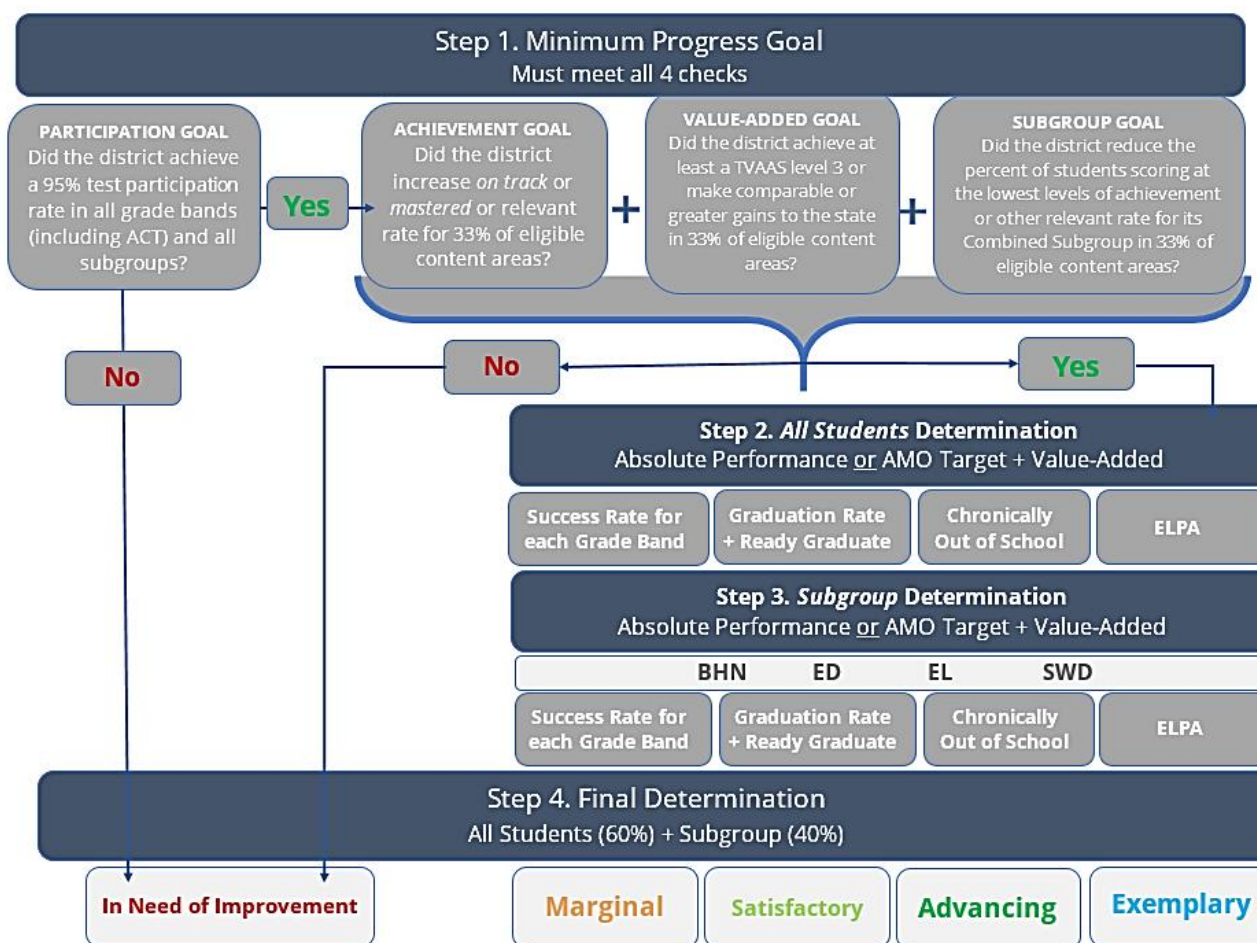 Step 1. Minimum Progress Goal
Must meet all 4 checks
PARTICIPATION GOAL
Did the district achieve
a 95% test participation
rate in all grade bands
(including ACT) and all
subgroups?
Yes
ACHIEVEMENT GOAL
Did the district
increase on track or
mastered or relevant
rate for 33% of eligible
content areas?
+
VALUE-ADDED GOAL
Did the district achieve at
least a TVAAS level 3 or
make comparable or
greater gains to the state
in 33% of eligible content
areas?
+
SUBGROUP GOAL
Did the district reduce the
percent of students scoring at
the lowest levels of achievement
or other relevant rate for its
Combined Subgroup in 33% of
eligible content areas?
No
No
Yes
Step 2. All Students Determination
Absolute Performance or AMO Target + Value-Added
Success Rate for
each Grade Band
Graduation Rate
+ Ready Graduate
Chronically
Out of School
ELPA
Step 3. Subgroup Determination
Absolute Performance or AMO Target + Value-Added
BHN ED EL SWD
Success Rate for
each Grade Band
Graduation Rate
+ Ready Graduate
Chronically
Out of School
ELPA
Step 4. Final Determination
All Students (60%) + Subgroup (40%)
In Need of Improvement
Marginal
Satisfactory
Advancing
Exemplary